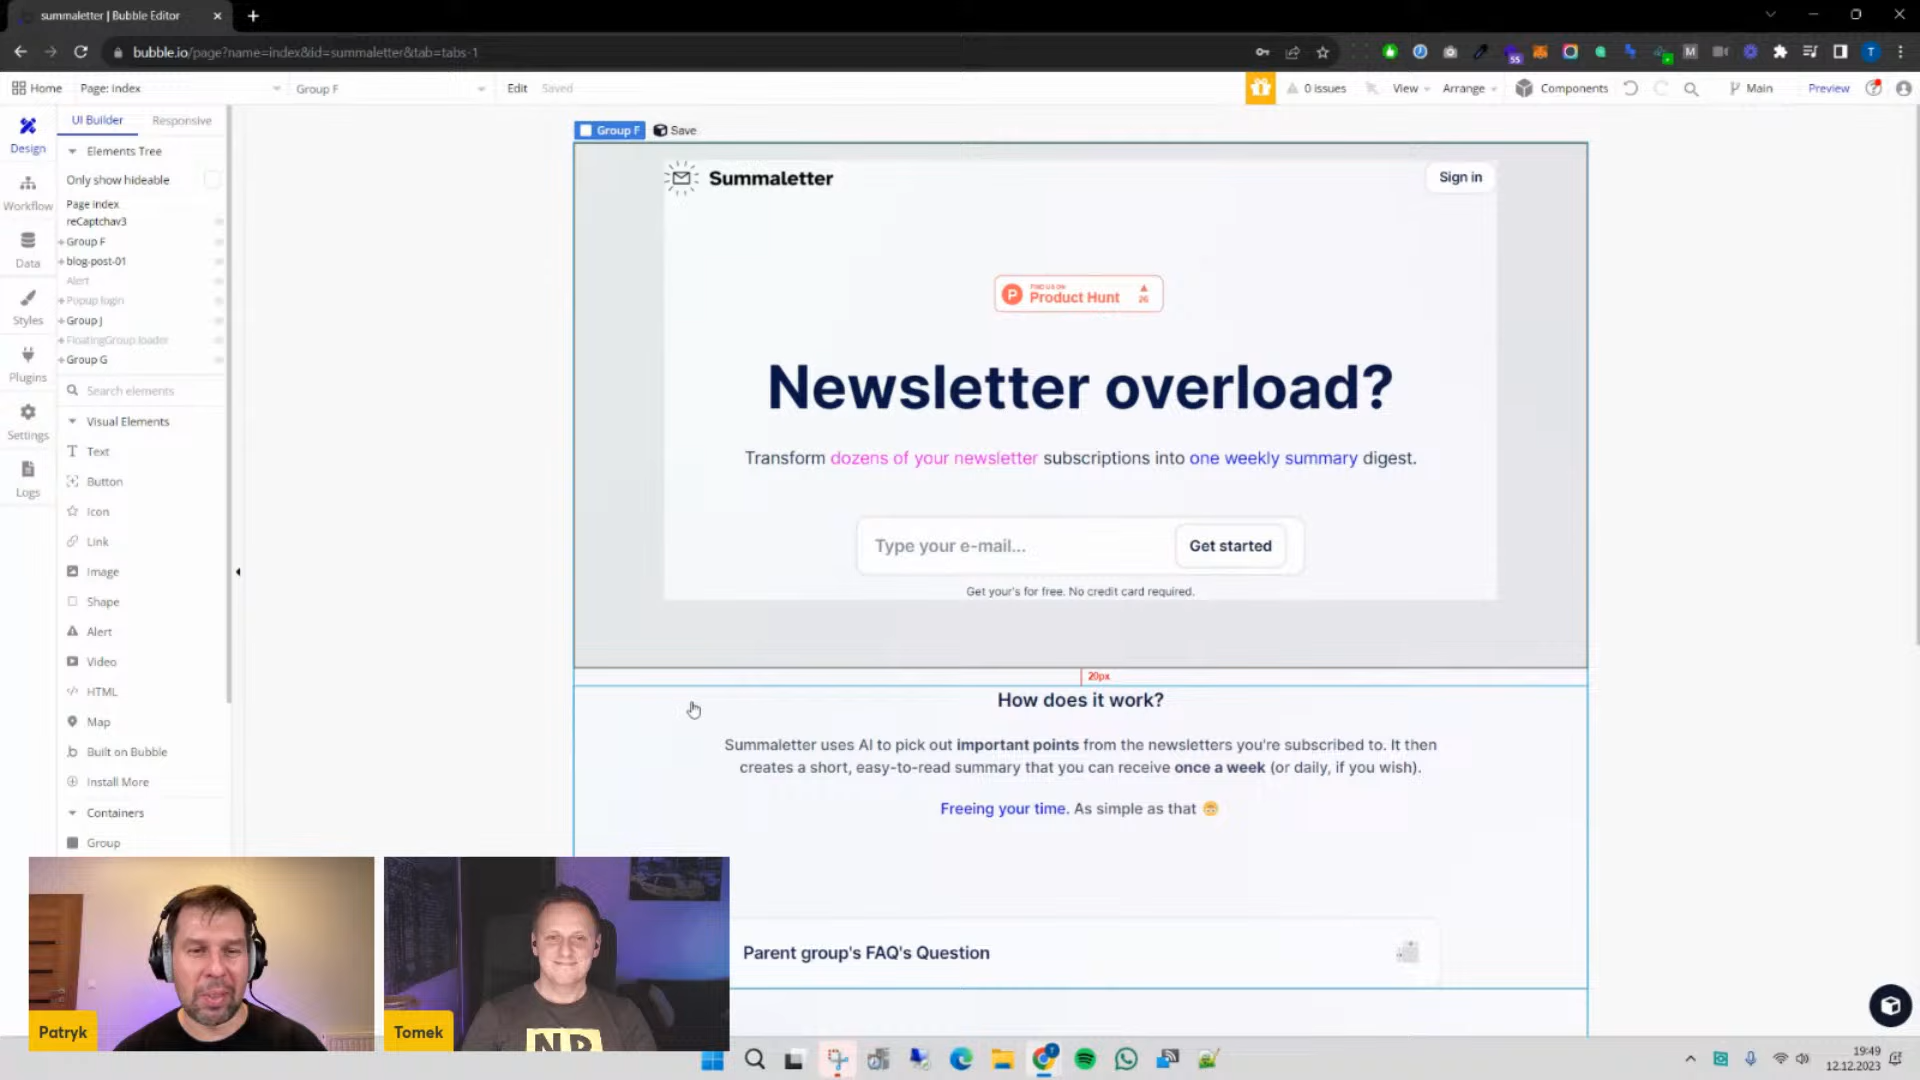 summaletter | Bubble Editor
bubble.io/page?name=index&id=summaletter&tab=tabs-1
Home
Page: index
Group F
Edit
Saved
0 issues
View
Arrange
Components
Main
Preview
UI Builder
Responsive
Design
Workflow
Data
Styles
Plugins
Settings
Logs
Elements Tree
Only show hideable
Page index
reCaptchav3
Group F
blog-post-01
Alert
Popup login
Group J
FloatingGroup loader
Group G
Search elements
Visual Elements
Text
Button
Icon
Link
Image
Shape
Alert
Video
HTML
Map
Built on Bubble
Install More
Containers
Group
Group F
Save
Summaletter
Sign in
FIND US ON
Product Hunt
26
Newsletter overload?
Transform dozens of your newsletter subscriptions into one weekly summary digest.
Type your e-mail...
Get started
Get your's for free. No credit card required.
20px
How does it work?
Summaletter uses AI to pick out important points from the newsletters you're subscribed to. It then
creates a short, easy-to-read summary that you can receive once a week (or daily, if you wish).
Freeing your time. As simple as that
Parent group's FAQ's Question
Patryk
Tomek
19:49
12.12.2023